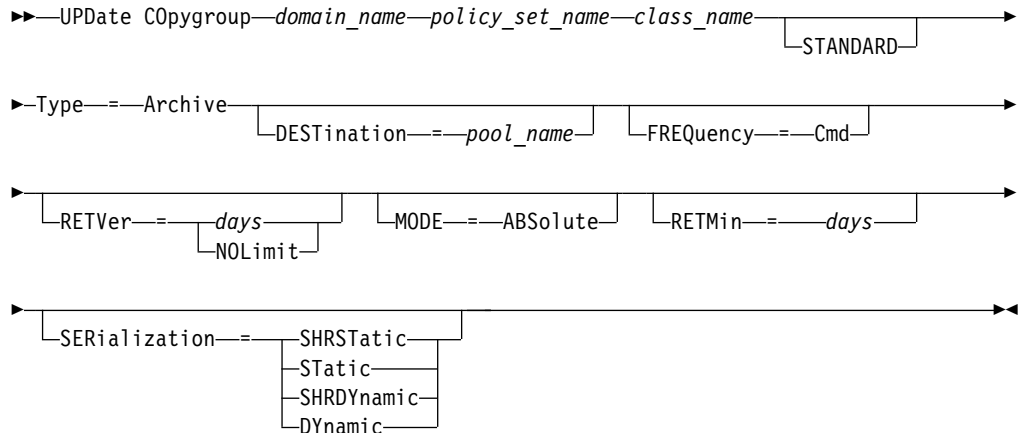 UPDate COpygroup domain_name policy_set_name class_name
STANDARD
Type = Archive
DESTination = pool_name
FREQuency = Cmd
RETVer = days
NOLimit
MODE = ABSolute
RETMin = days
SERialization = SHRSTatic
STatic
SHRDYnamic
DYnamic